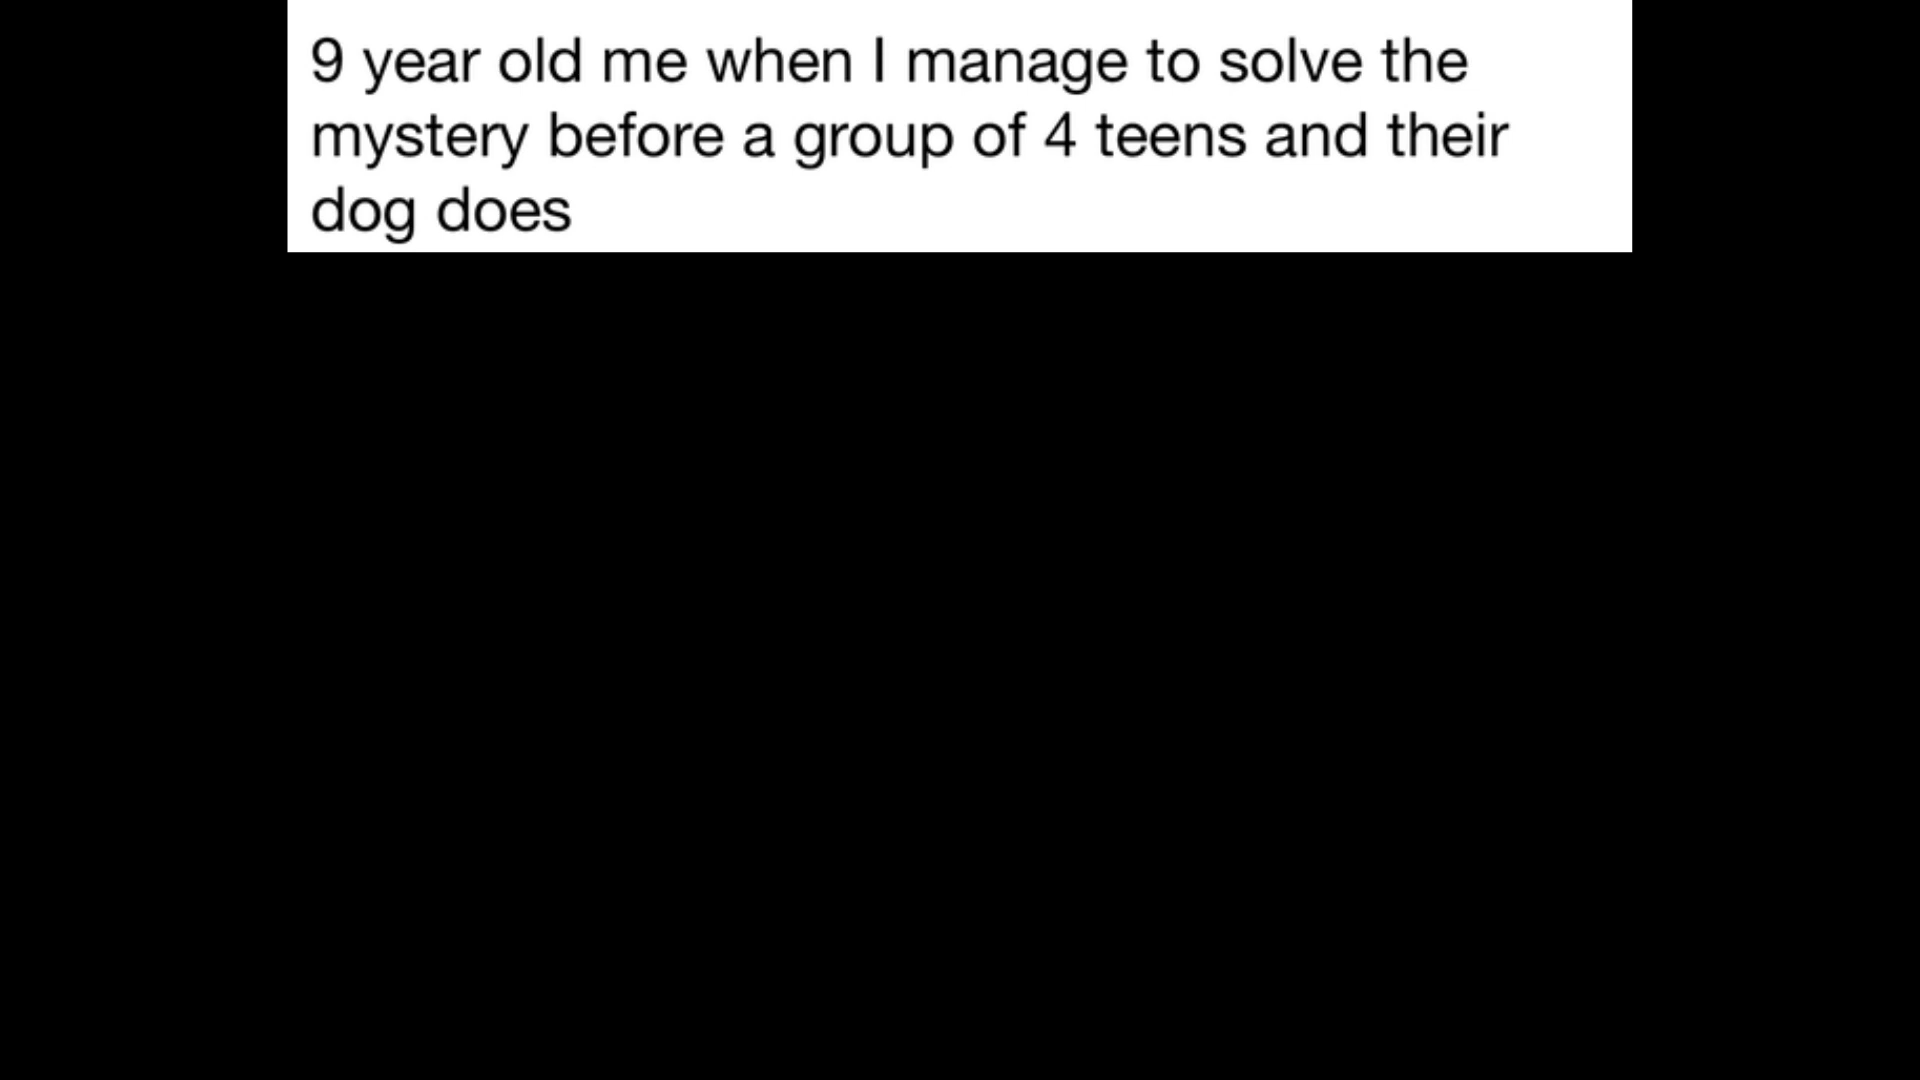 9 year old me when I manage to solve the
mystery before a group of 4 teens and their
dog does